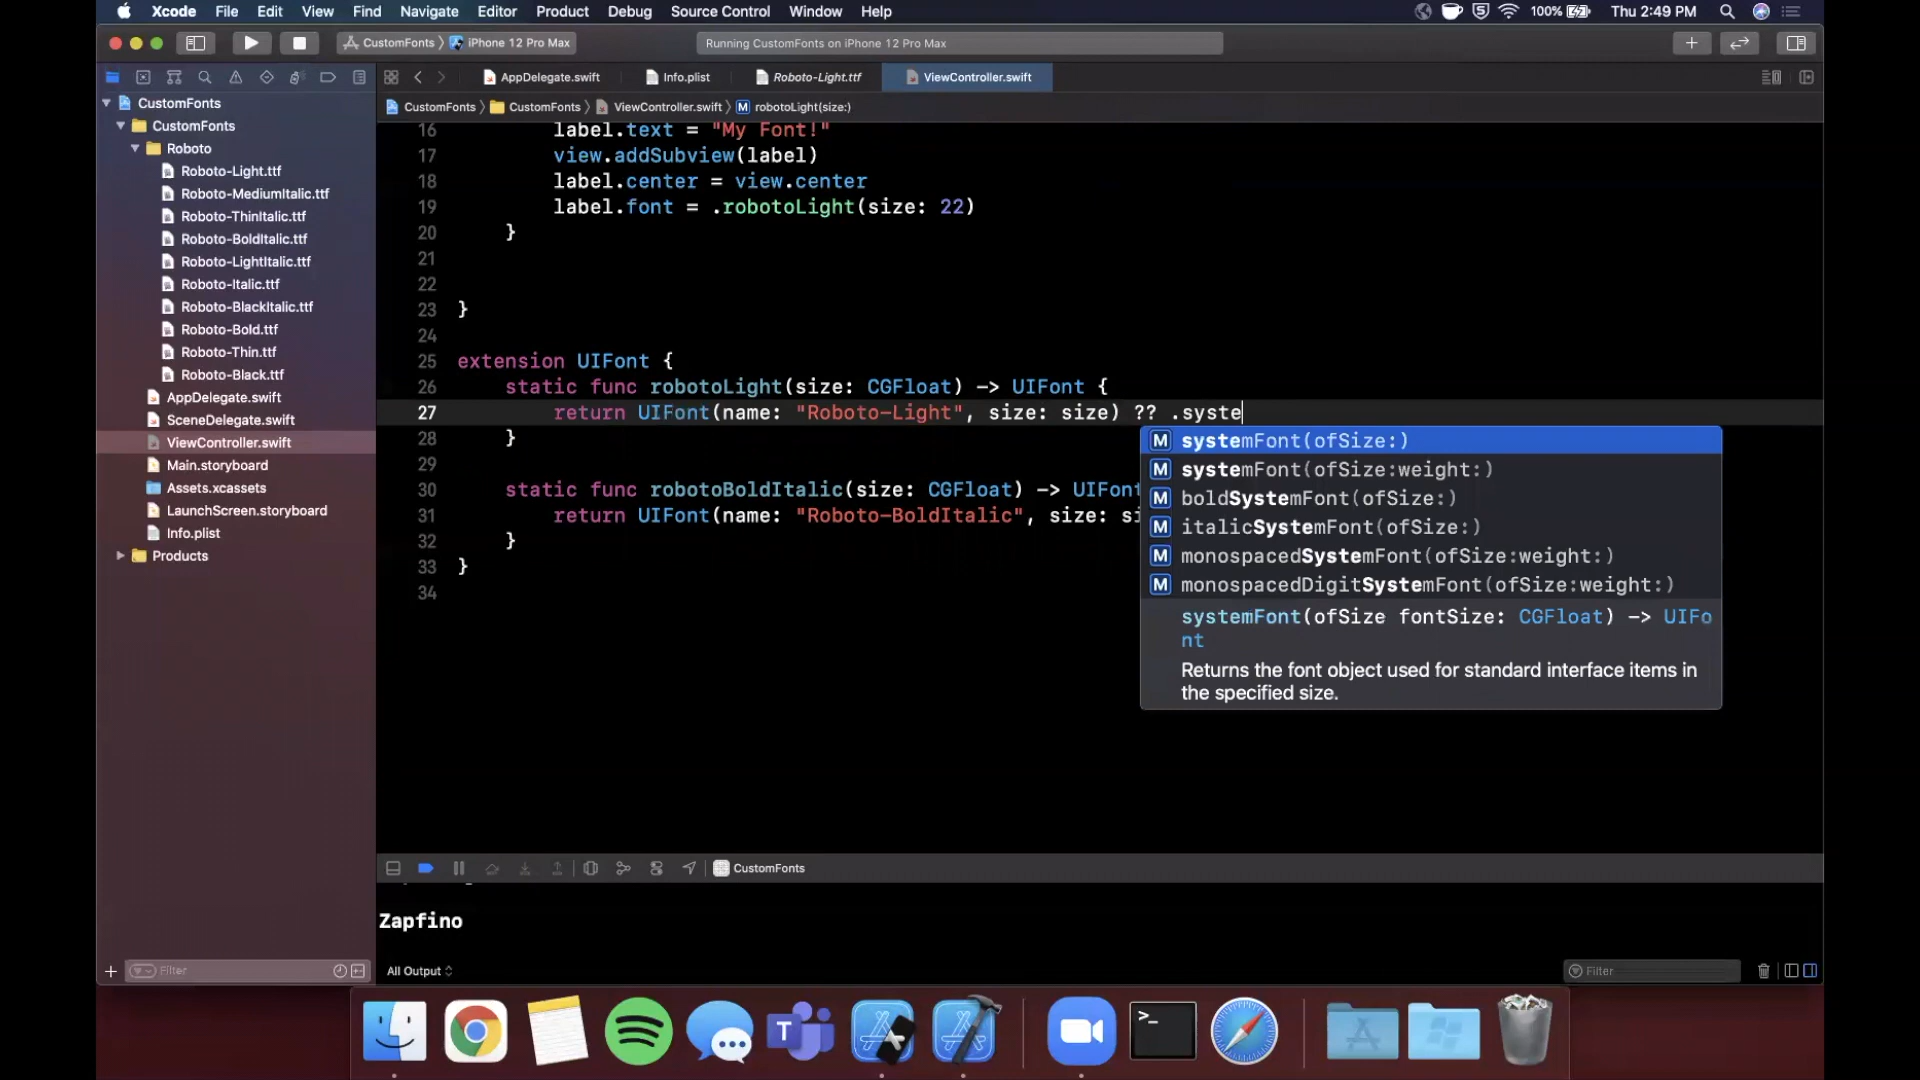 Xcode File Edit View Find Navigate Editor Product Debug Source Control Window Help 100% Thu 2:49 PM
CustomFonts iPhone 12 Pro Max Running CustomFonts on iPhone 12 Pro Max
AppDelegate.swift Info.plist Roboto-Light.ttf ViewController.swift
CustomFonts CustomFonts ViewController.swift M robotoLight(size:)
CustomFonts
CustomFonts
Roboto
Roboto-Light.ttf
Roboto-MediumItalic.ttf
Roboto-ThinItalic.ttf
Roboto-BoldItalic.ttf
Roboto-LightItalic.ttf
Roboto-Italic.ttf
Roboto-BlackItalic.ttf
Roboto-Bold.ttf
Roboto-Thin.ttf
Roboto-Black.ttf
AppDelegate.swift
SceneDelegate.swift
ViewController.swift
Main.storyboard
Assets.xcassets
LaunchScreen.storyboard
Info.plist
Products
Filter
16 label.text = "My Font!"
17 view.addSubview(label)
18 label.center = view.center
19 label.font = .robotoLight(size: 22)
20 }
21
22
23 }
24
25 extension UIFont {
26 static func robotoLight(size: CGFloat) -> UIFont {
27 return UIFont(name: "Roboto-Light", size: size) ?? .syste
28 }
29
30 static func robotoBoldItalic(size: CGFloat) -> UIFont
31 return UIFont(name: "Roboto-BoldItalic", size: si
32 }
33 }
34
M systemFont(ofSize:)
M systemFont(ofSize:weight:)
M boldSystemFont(ofSize:)
M italicSystemFont(ofSize:)
M monospacedSystemFont(ofSize:weight:)
M monospacedDigitSystemFont(ofSize:weight:)
systemFont(ofSize fontSize: CGFloat) -> UIFo
nt
Returns the font object used for standard interface items in
the specified size.
CustomFonts
Zapfino
All Output Filter